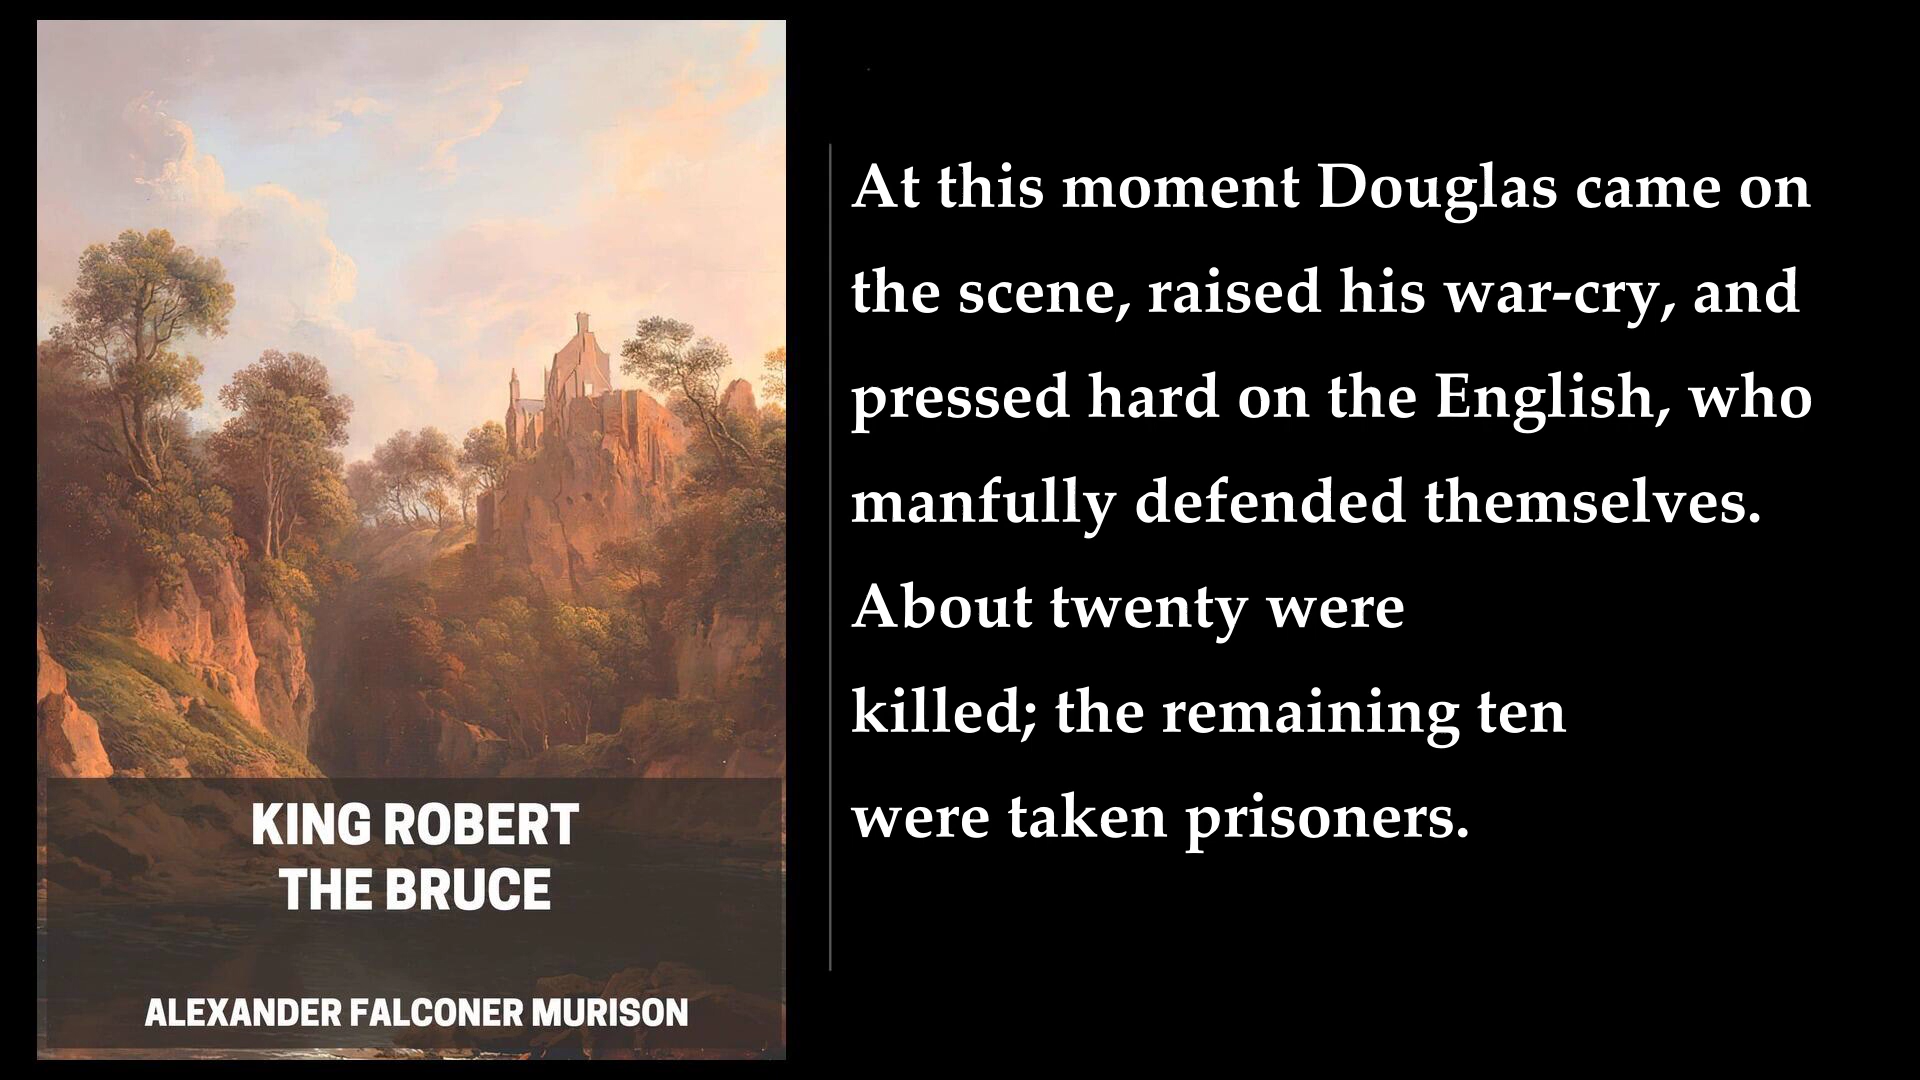 KING ROBERT
THE BRUCE
ALEXANDER FALCONER MURISON
At this moment Douglas came on
the scene, raised his war-cry, and
pressed hard on the English, who
manfully defended themselves.
About twenty were
killed; the remaining ten
were taken prisoners.